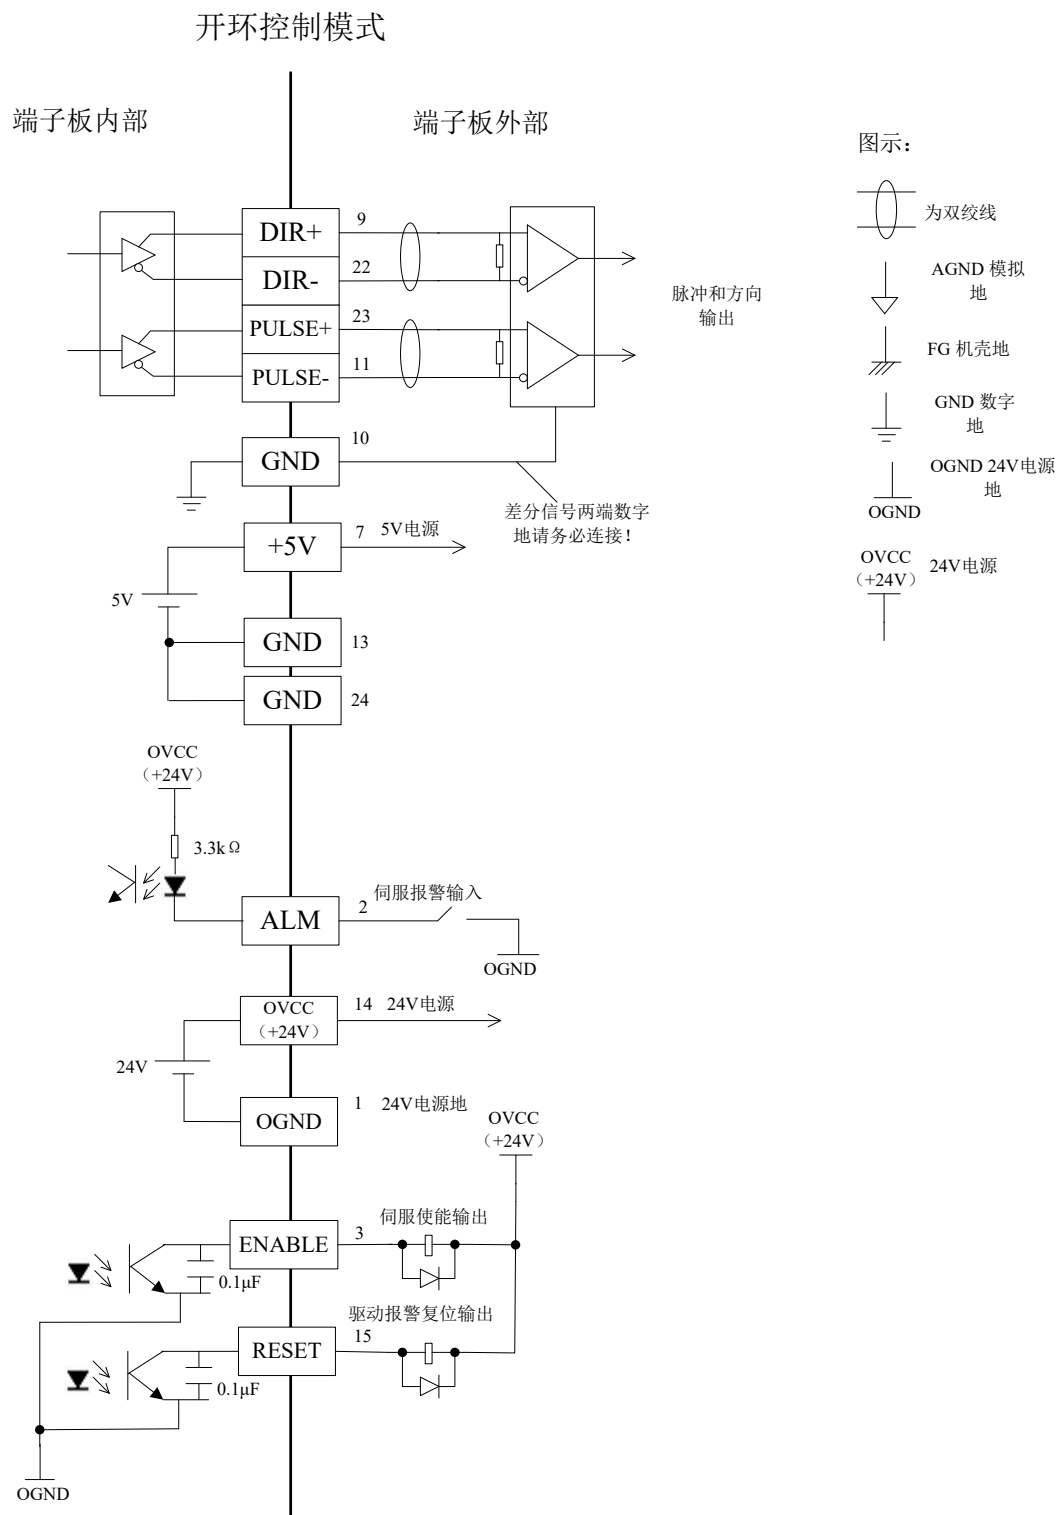 开环控制模式
端子板内部
端子板外部
图示：
DIR+
9
为双绞线
DIR-
22
AGND 模拟
地
脉冲和方向
输出
PULSE+
23
FG 机壳地
PULSE-
11
GND 数字
地
GND
10
OGND 24V电源
地
OGND
差分信号两端数字
地请务必连接！
+5V
7
5V电源
OVCC
（+24V）
24V电源
5V
GND
13
GND
24
OVCC
（+24V）
3.3kΩ
ALM
2
伺服报警输入
OGND
OVCC
（+24V）
14
24V电源
24V
OGND
1
24V电源地
OVCC
（+24V）
ENABLE
3
伺服使能输出
0.1μF
驱动报警复位输出
RESET
15
0.1μF
OGND